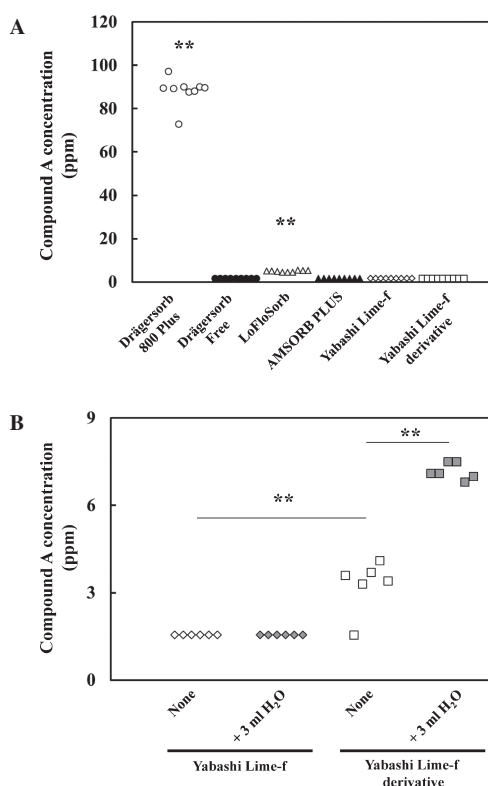 A
Compound A concentration
(ppm)
120
100
80
60
40
20
0
**
**
Drägersorb
800 Plus
Drägersorb
Free
LoFloSorb
AMSORB PLUS
Yabashi Lime-f
Yabashi Lime-f
derivative
B
Compound A concentration
(ppm)
9
6
3
0
**
**
None
+ 3 ml H₂O
None
+ 3 ml H₂O
Yabashi Lime-f
Yabashi Lime-f
derivative